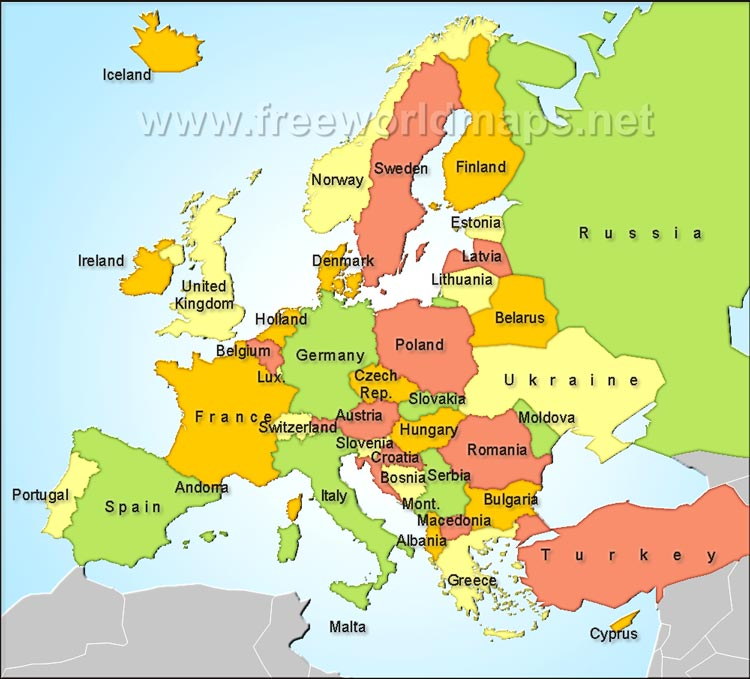 Iceland
www.freeworldmaps.net
Norway
Sweden
Finland
Russia
Estonia
Latvia
Lithuania
Ireland
United
Kingdom
Denmark
Holland
Belgium
Lux.
Germany
Poland
Belarus
Ukraine
Czech
Rep.
Slovakia
Moldova
France
Switzerland
Austria
Hungary
Slovenia
Croatia
Romania
Bosnia
Serbia
Portugal
Spain
Andorra
Italy
Mont.
Bulgaria
Macedonia
Albania
Turkey
Greece
Malta
Cyprus